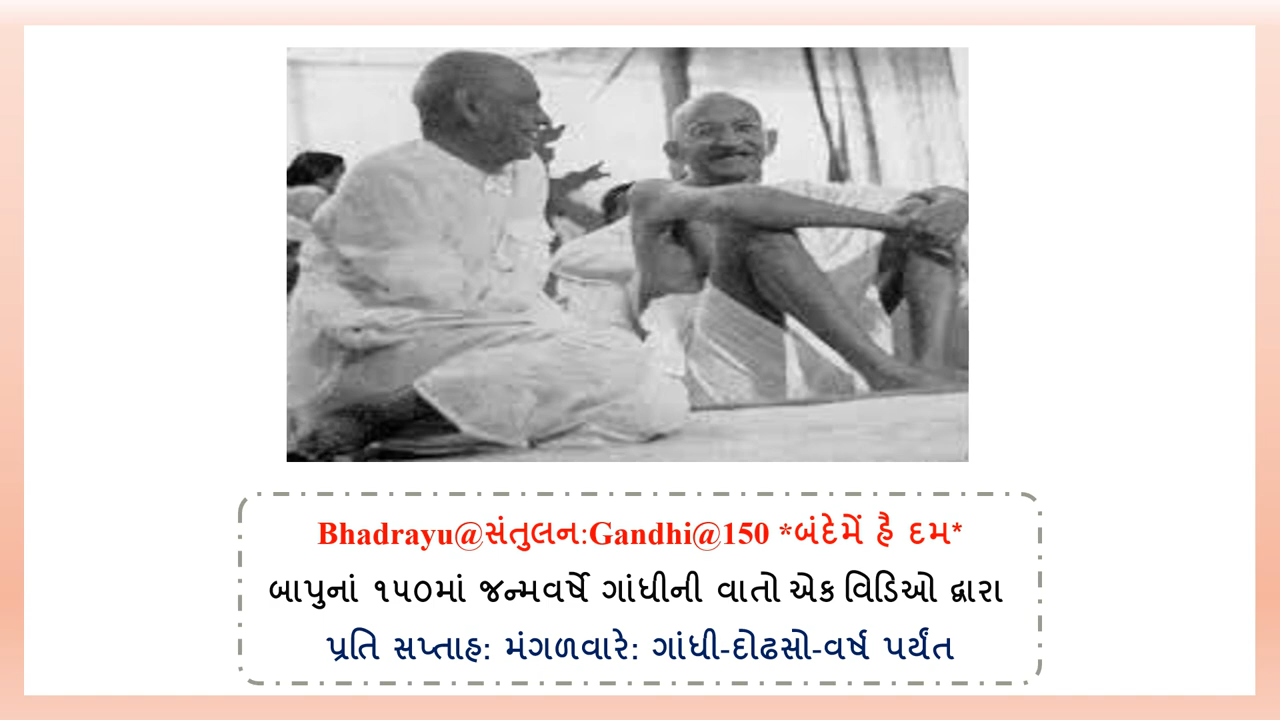 Bhadrayu@સંતુલન:Gandhi@150 *બંદેમેં હૈ દમ*
બાપુનાં ૧૫૦માં જન્મવર્ષે ગાંધીની વાતો એક વિડિઓ દ્વારા
પ્રતિ સપ્તાહ: મંગળવારે: ગાંધી-દોઢસો-વર્ષ પર્યંત